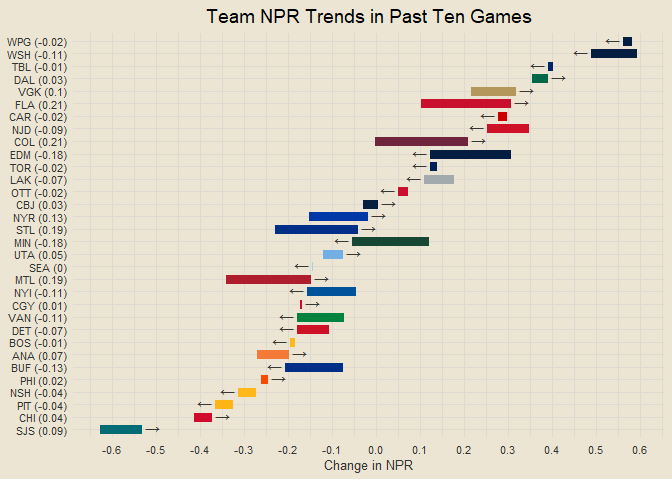 Team NPR Trends in Past Ten Games
WPG (-0.02)
WSH (-0.11)
TBL (-0.01)
DAL (0.03)
VGK (0.1)
FLA (0.21)
CAR (-0.02)
NJD (-0.09)
COL (0.21)
EDM (-0.18)
TOR (-0.02)
LAK (-0.07)
OTT (-0.02)
CBJ (0.03)
NYR (0.13)
STL (0.19)
MIN (-0.18)
UTA (0.05)
SEA (0)
MTL (0.19)
NYI (-0.11)
CGY (0.01)
VAN (-0.11)
DET (-0.07)
BOS (-0.01)
ANA (0.07)
BUF (-0.13)
PHI (0.02)
NSH (-0.04)
PIT (-0.04)
CHI (0.04)
SJS (0.09)
-0.6 -0.5 -0.4 -0.3 -0.2 -0.1 0.0 0.1 0.2 0.3 0.4 0.5 0.6
Change in NPR